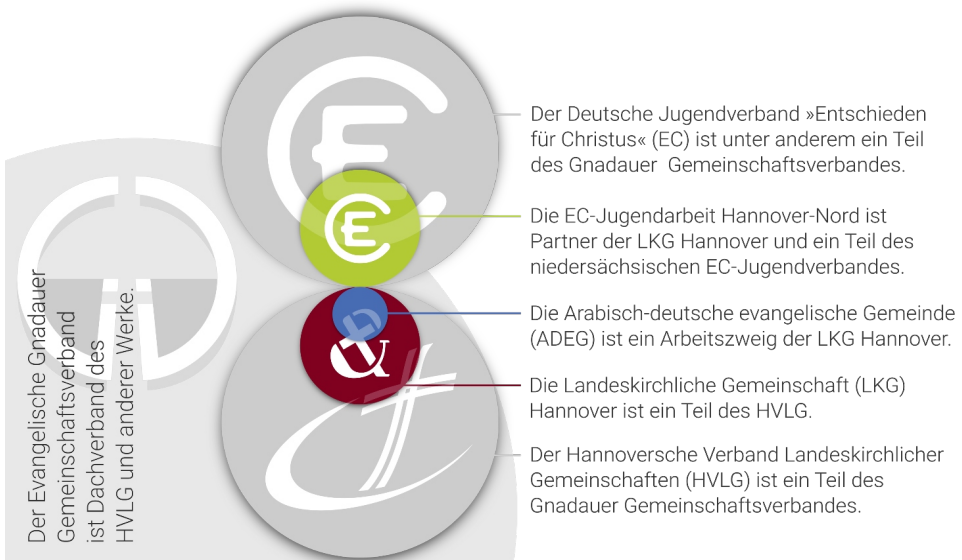 Der Deutsche Jugendverband »Entschieden
für Christus« (EC) ist unter anderem ein Teil
des Gnadauer Gemeinschaftsverbandes.
Die EC-Jugendarbeit Hannover-Nord ist
Partner der LKG Hannover und ein Teil des
niedersächsischen EC-Jugendverbandes.
Die Arabisch-deutsche evangelische Gemeinde
(ADEG) ist ein Arbeitszweig der LKG Hannover.
Die Landeskirchliche Gemeinschaft (LKG)
Hannover ist ein Teil des HVLG.
Der Hannoversche Verband Landeskirchlicher
Gemeinschaften (HVLG) ist ein Teil des
Gnadauer Gemeinschaftsverbandes.
Der Evangelische Gnadauer
Gemeinschaftsverband
ist Dachverband des
HVLG und anderer Werke.
CE
CE
&